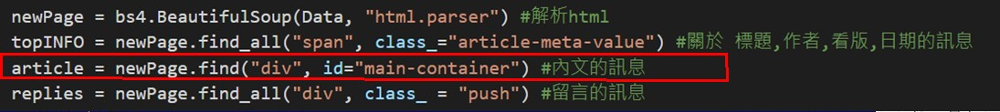 newPage = bs4.BeautifulSoup(Data, "html.parser") #解析html
topINFO = newPage.find_all("span", class_="article-meta-value") #關於 標題,作者,看版,日期的訊息
article = newPage.find("div", id="main-container") #內文的訊息
replies = newPage.find_all("div", class_ = "push") #留言的訊息